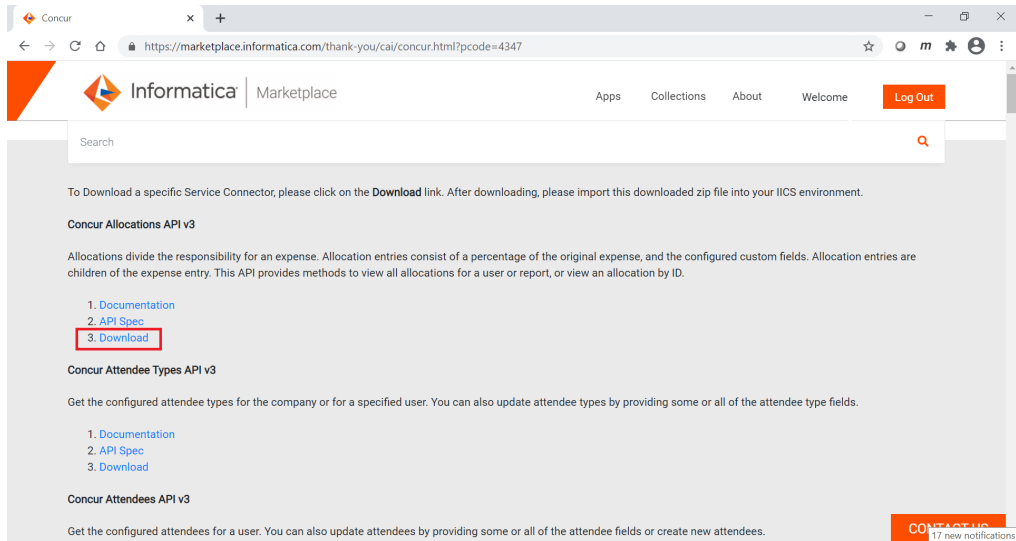 Concur
https://marketplace.informatica.com/thank-you/cai/concur.html?pcode=4347
m
Informatica Marketplace
Apps Collections About Welcome Log Out
Search
To Download a specific Service Connector, please click on the Download link. After downloading, please import this downloaded zip file into your IICS environment.
Concur Allocations API v3
Allocations divide the responsibility for an expense. Allocation entries consist of a percentage of the original expense, and the configured custom fields. Allocation entries are
children of the expense entry. This API provides methods to view all allocations for a user or report, or view an allocation by ID.
1. Documentation
2. API Spec
3. Download
Concur Attendee Types API v3
Get the configured attendee types for the company or for a specified user. You can also update attendee types by providing some or all of the attendee type fields.
1. Documentation
2. API Spec
3. Download
Concur Attendees API v3
Get the configured attendees for a user. You can also update attendees by providing some or all of the attendee fields or create new attendees.
CONTACT US
17 new notifications